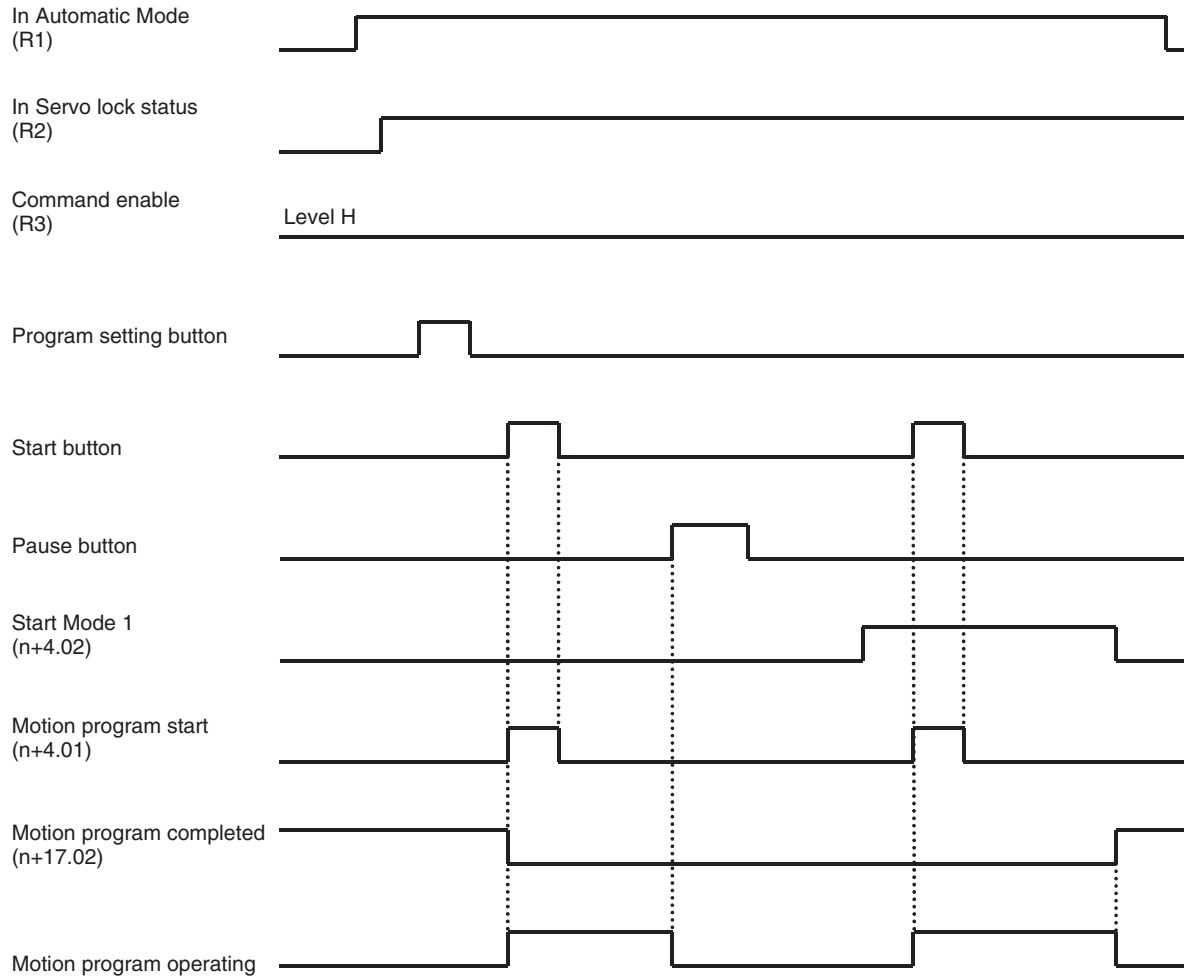 In Automatic Mode
(R1)
In Servo lock status
(R2)
Command enable
(R3)
Level H
Program setting button
Start button
Pause button
Start Mode 1
(n+4.02)
Motion program start
(n+4.01)
Motion program completed
(n+17.02)
Motion program operating